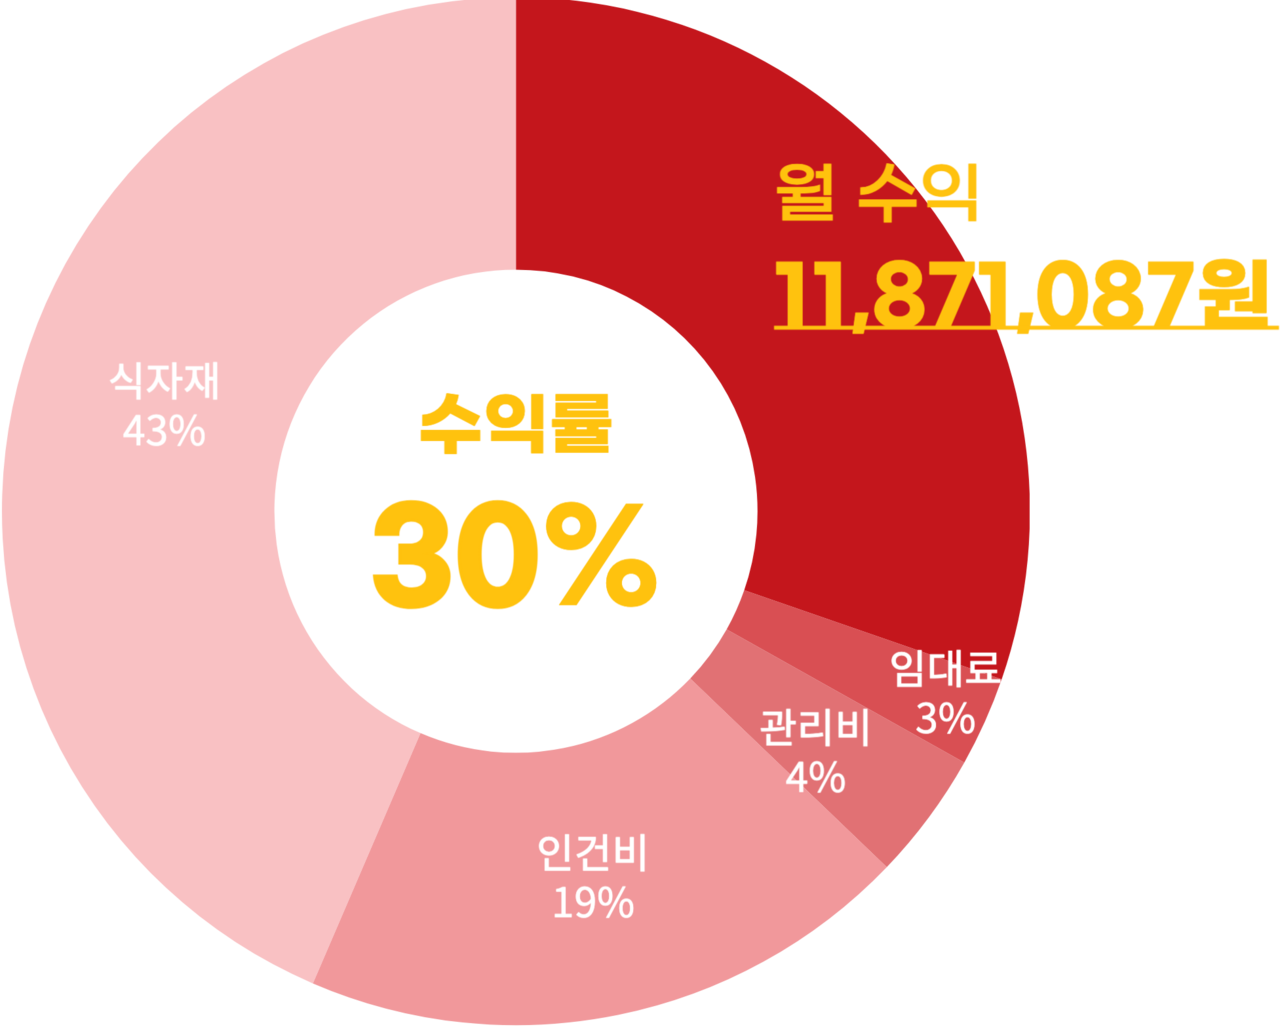 월 수익
11,871,087원
식자재
43%
수익률
30%
임대료
3%
관리비
4%
인건비
19%